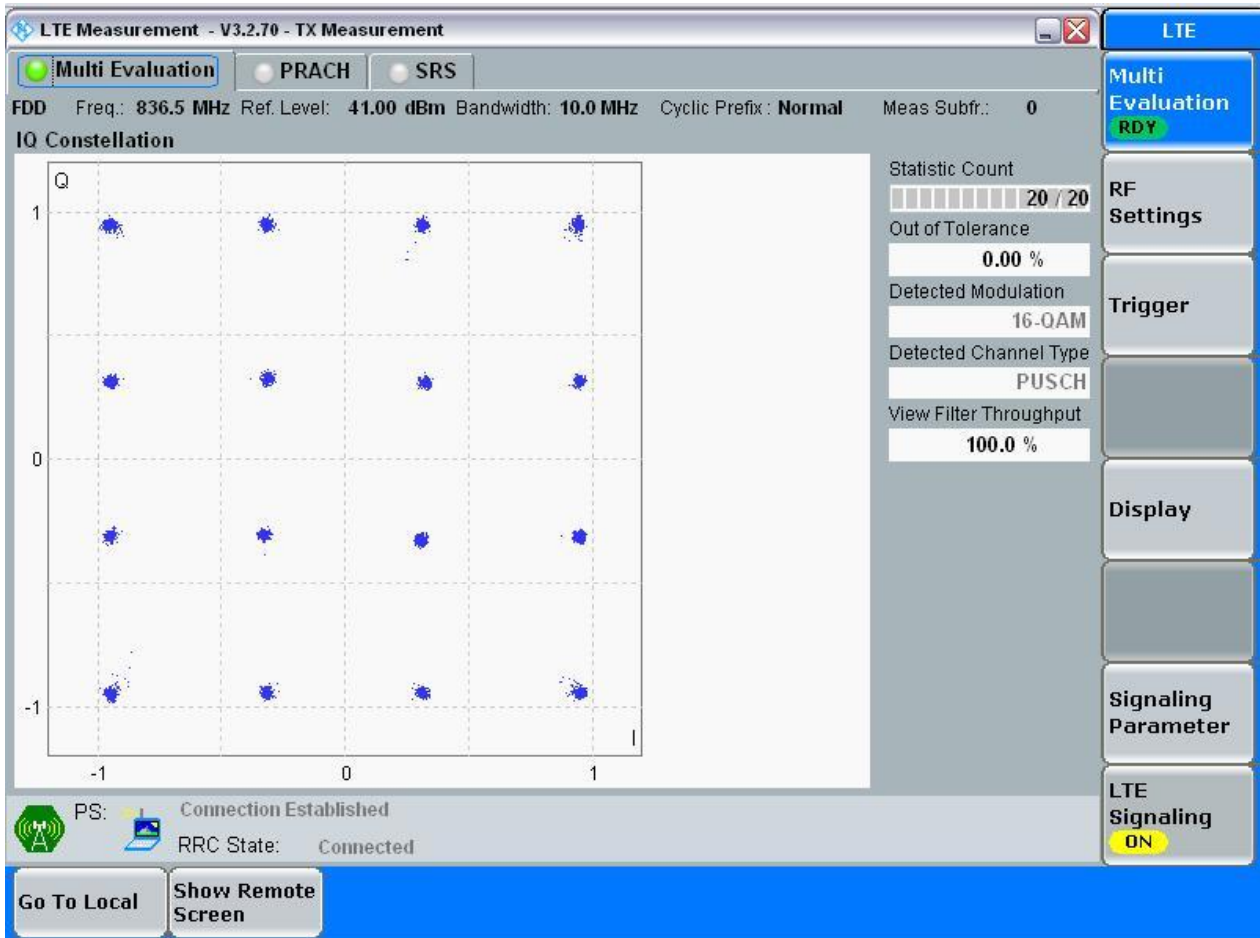 LTE Measurement - V3.2.70 - TX Measurement
LTE
Multi Evaluation PRACH SRS
FDD Freq.: 836.5 MHz Ref. Level: 41.00 dBm Bandwidth: 10.0 MHz Cyclic Prefix : Normal Meas Subfr.: 0
IQ Constellation
Q
1
0
-1
I
-1 0 1
Statistic Count
20 / 20
Out of Tolerance
0.00 %
Detected Modulation
16-QAM
Detected Channel Type
PUSCH
View Filter Throughput
100.0 %
Multi
Evaluation
RDY
RF
Settings
Trigger
Display
Signaling
Parameter
LTE
Signaling
ON
PS: Connection Established
RRC State: Connected
Go To Local
Show Remote
Screen